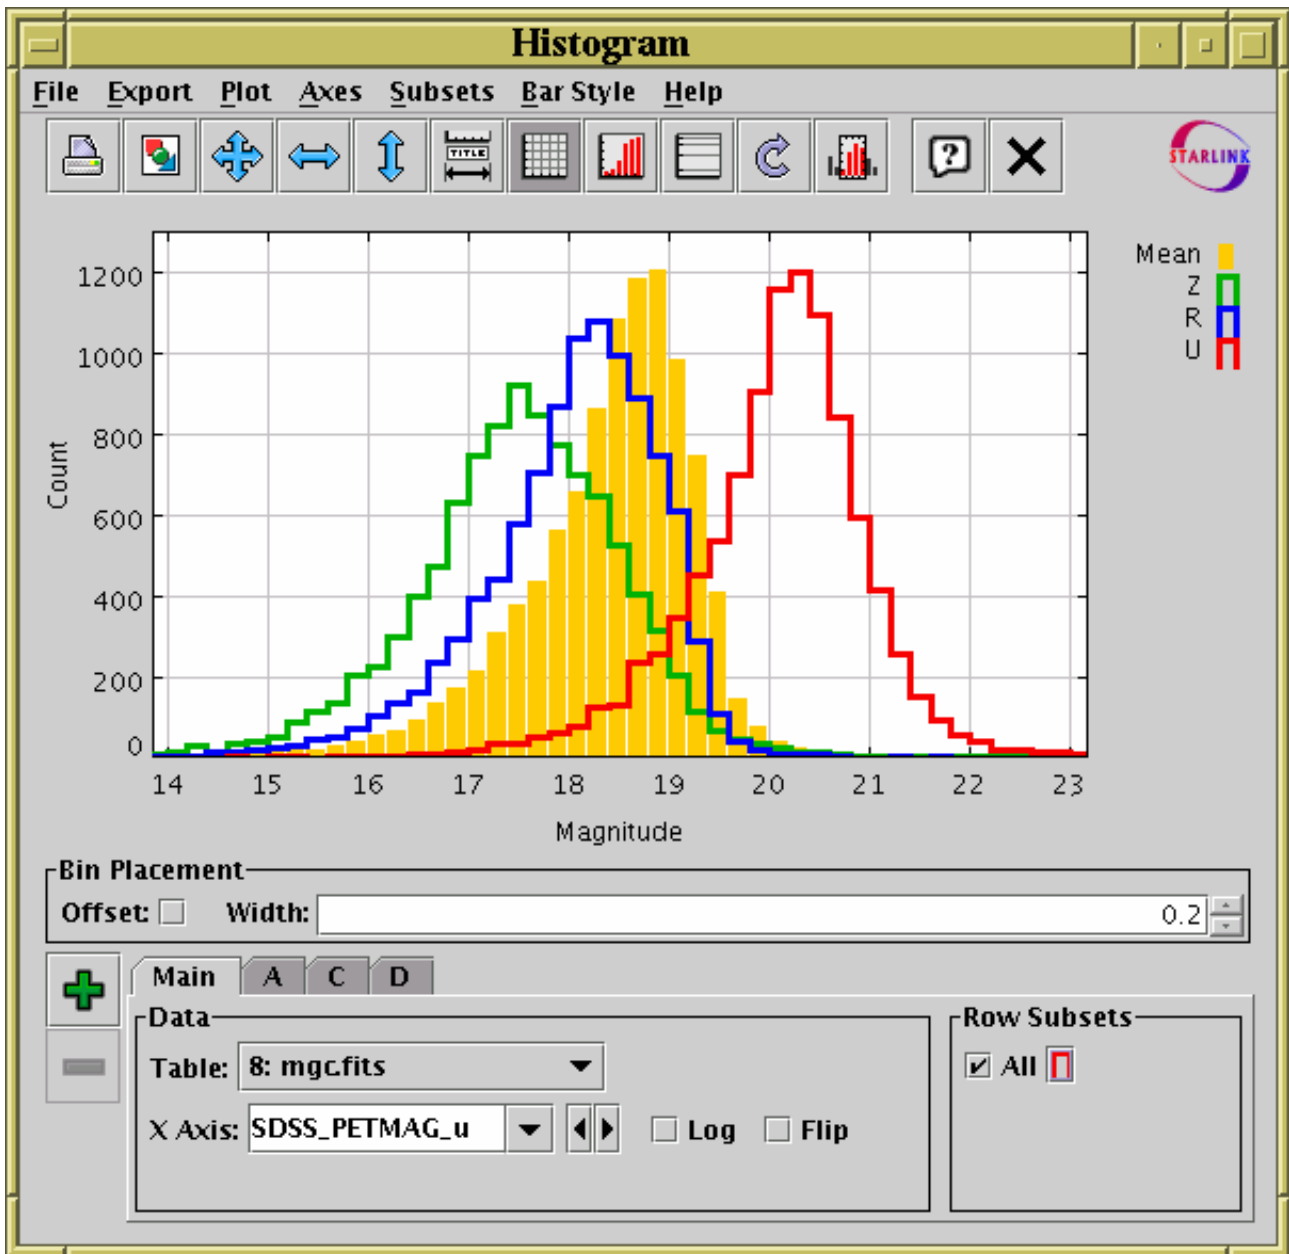 Histogram
File Export Plot Axes Subsets Bar Style Help
TITLE
?
STARLINK
Mean
Z
R
U
1200
1000
800
600
400
200
0
Count
14 15 16 17 18 19 20 21 22 23
Magnitude
Bin Placement
Offset: Width: 0.2
Main A C D
Data
Table: 8: mgc.fits
X Axis: SDSS_PETMAG_u Log Flip
Row Subsets
All